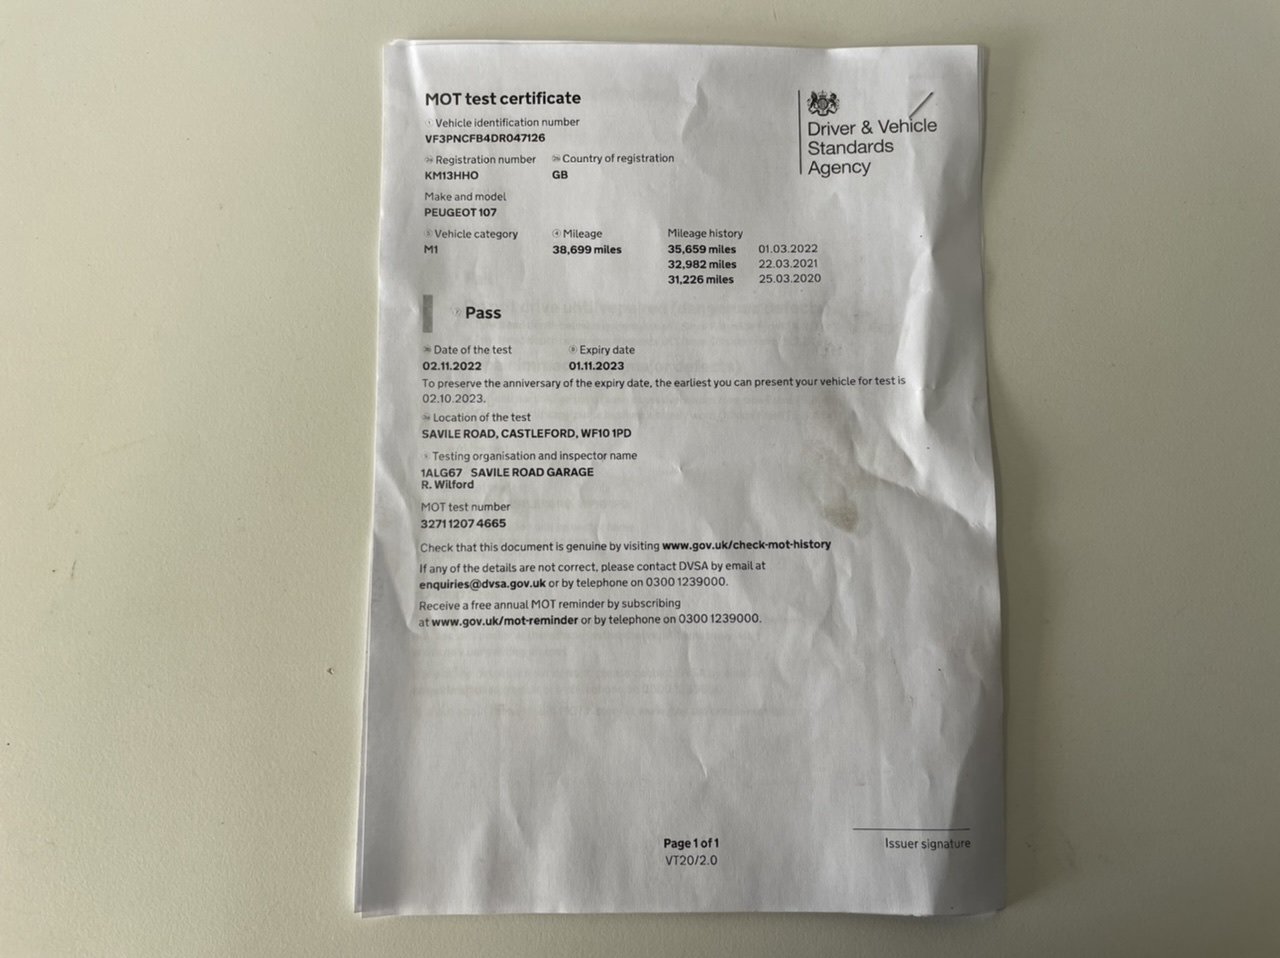 MOT test certificate
Vehicle identification number
VF3PNCFB4DR047126
Registration number Country of registration
KM13HHO GB
Make and model
PEUGEOT 107
Vehicle category Mileage Mileage history
M1 38,699 miles 35,659 miles 01.03.2022
32,982 miles 22.03.2021
31,226 miles 25.03.2020
Pass
Date of the test Expiry date
02.11.2022 01.11.2023
To preserve the anniversary of the expiry date, the earliest you can present your vehicle for test is
02.10.2023.
Location of the test
SAVILE ROAD, CASTLEFORD, WF10 1PD
Testing organisation and inspector name
1ALG67 SAVILE ROAD GARAGE
R. Wilford
MOT test number
3271 1207 4665
Check that this document is genuine by visiting www.gov.uk/check-mot-history
If any of the details are not correct, please contact DVSA by email at
enquiries@dvsa.gov.uk or by telephone on 0300 1239000.
Receive a free annual MOT reminder by subscribing
at www.gov.uk/mot-reminder or by telephone on 0300 1239000.
Driver & Vehicle
Standards
Agency
Page 1 of 1
VT20/2.0
Issuer signature